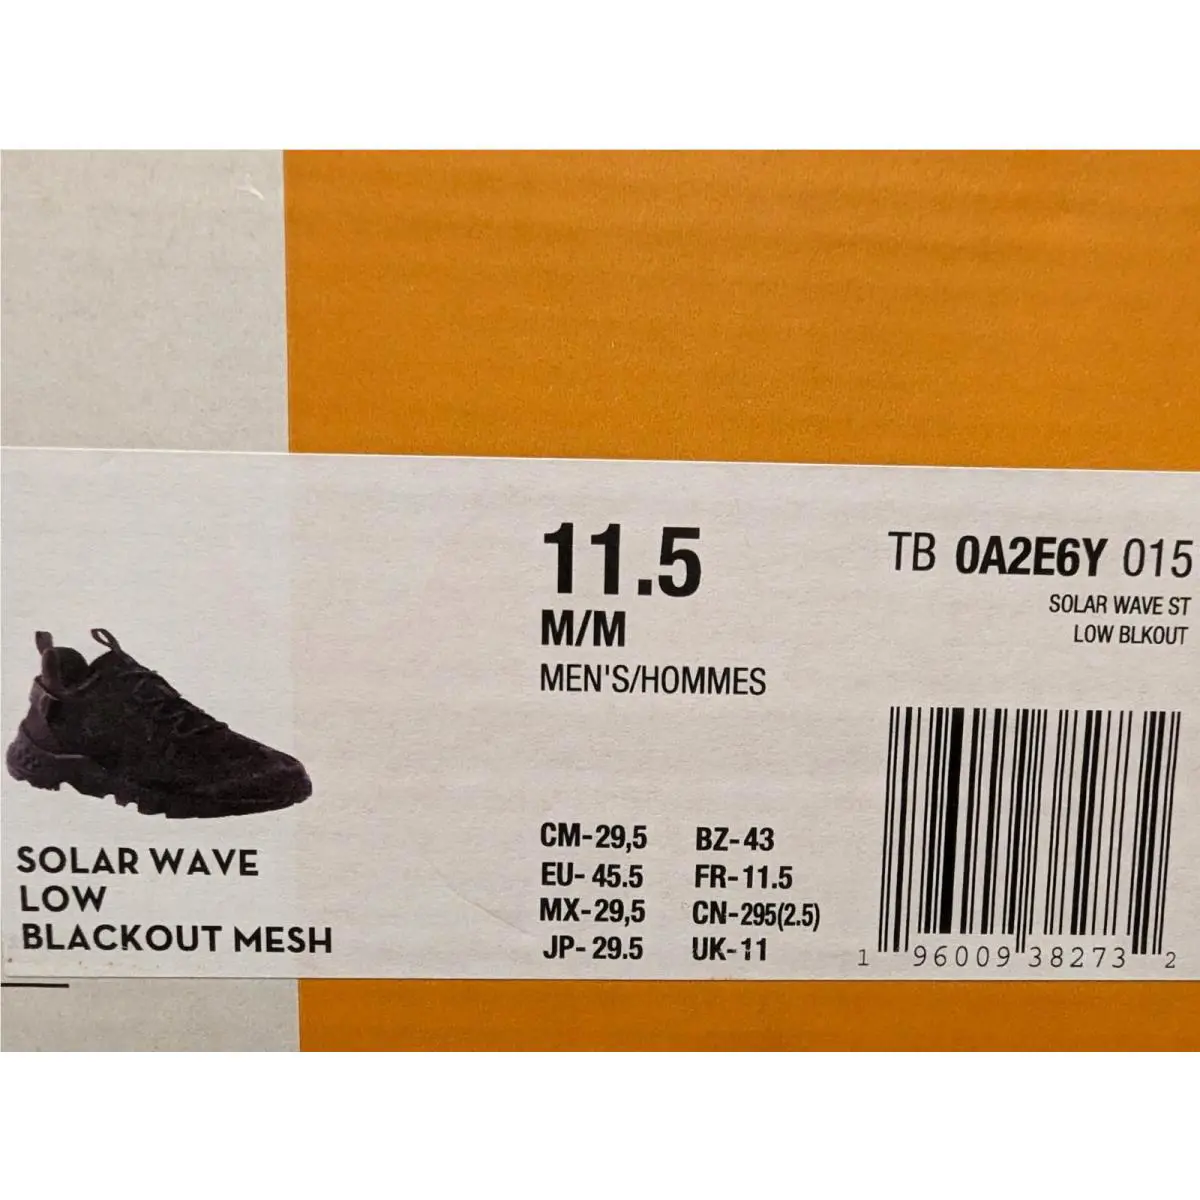 11.5
M/M
MEN'S/HOMMES
TB 0A2E6Y 015
SOLAR WAVE ST
LOW BLKOUT
SOLAR WAVE
LOW
BLACKOUT MESH
CM-29,5 BZ-43
EU- 45.5 FR-11.5
MX-29,5 CN-295(2.5)
JP- 29.5 UK-11
1 96009 38273 2